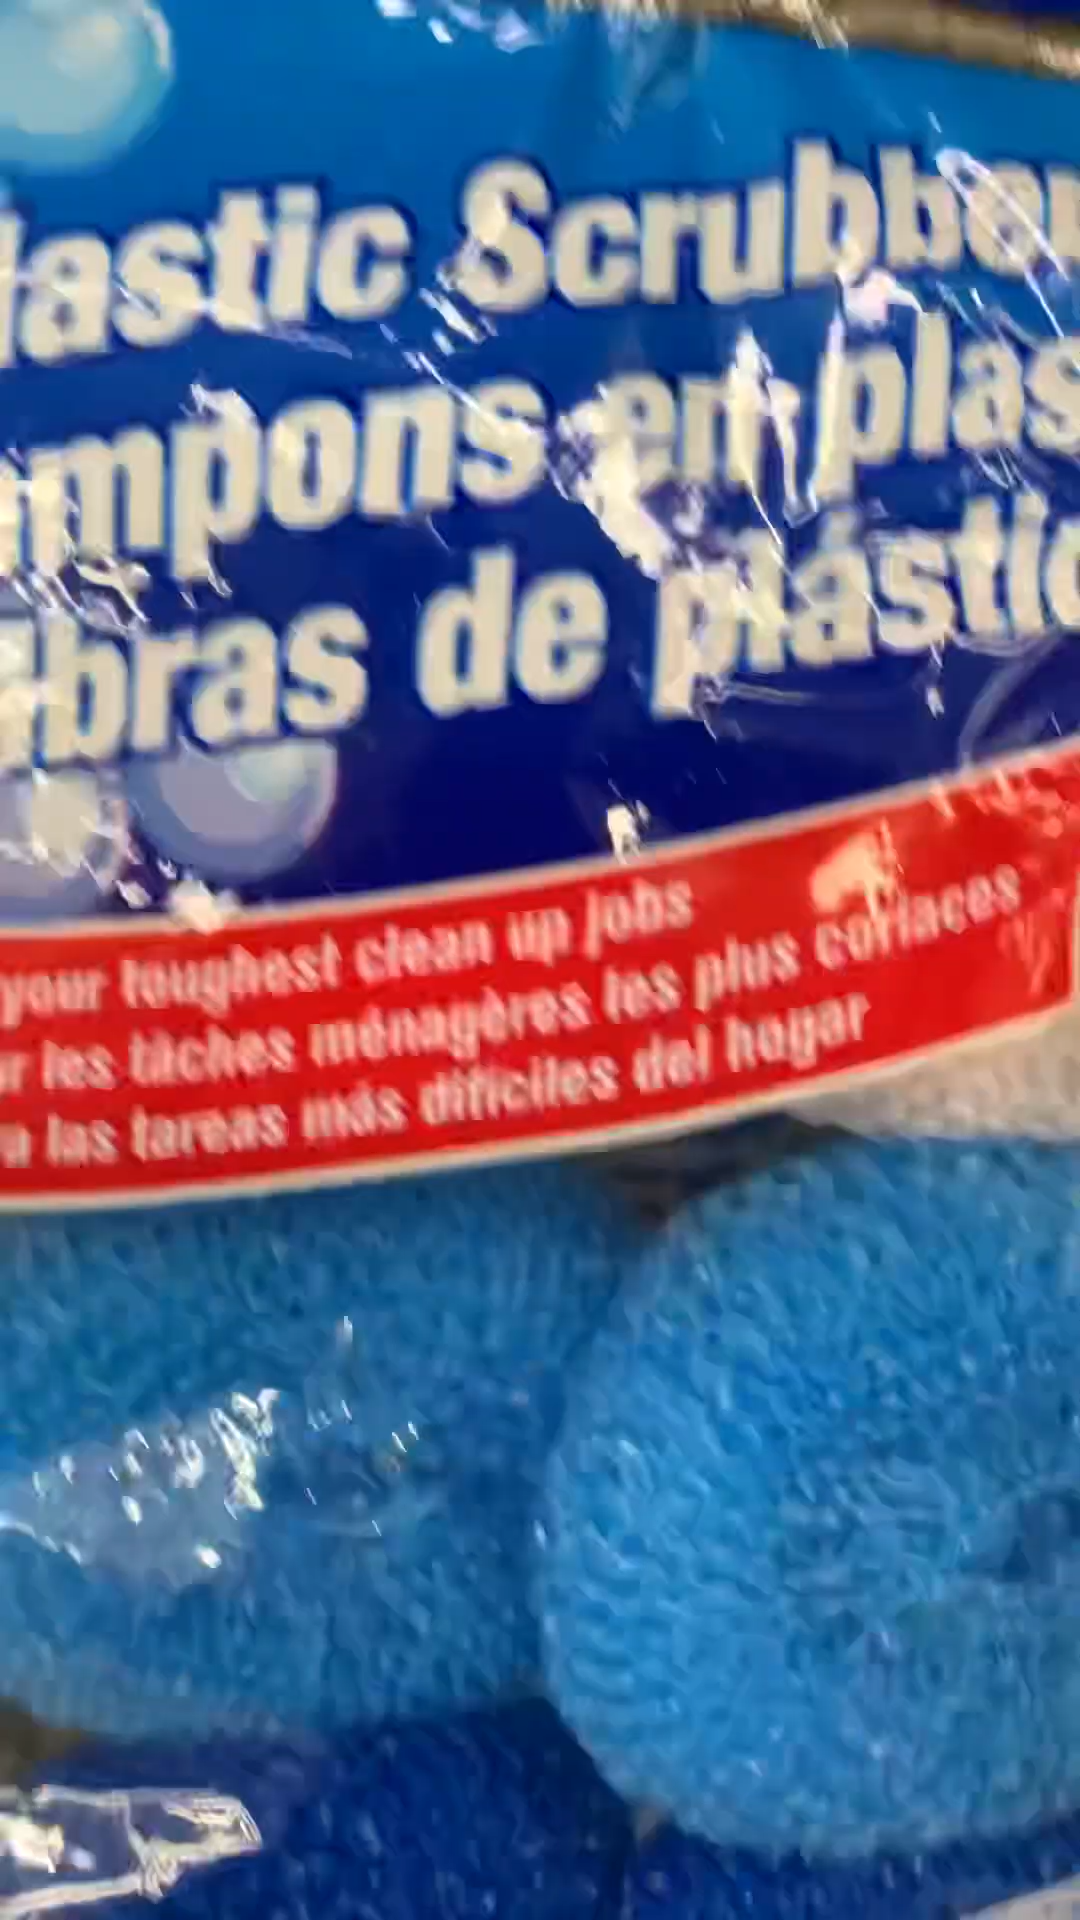 lastic Scrubber
mpons en plas
ibras de plástic
your toughest clean up jobs
r les tâches ménagères les plus coriaces
a las tareas más difíciles del hogar